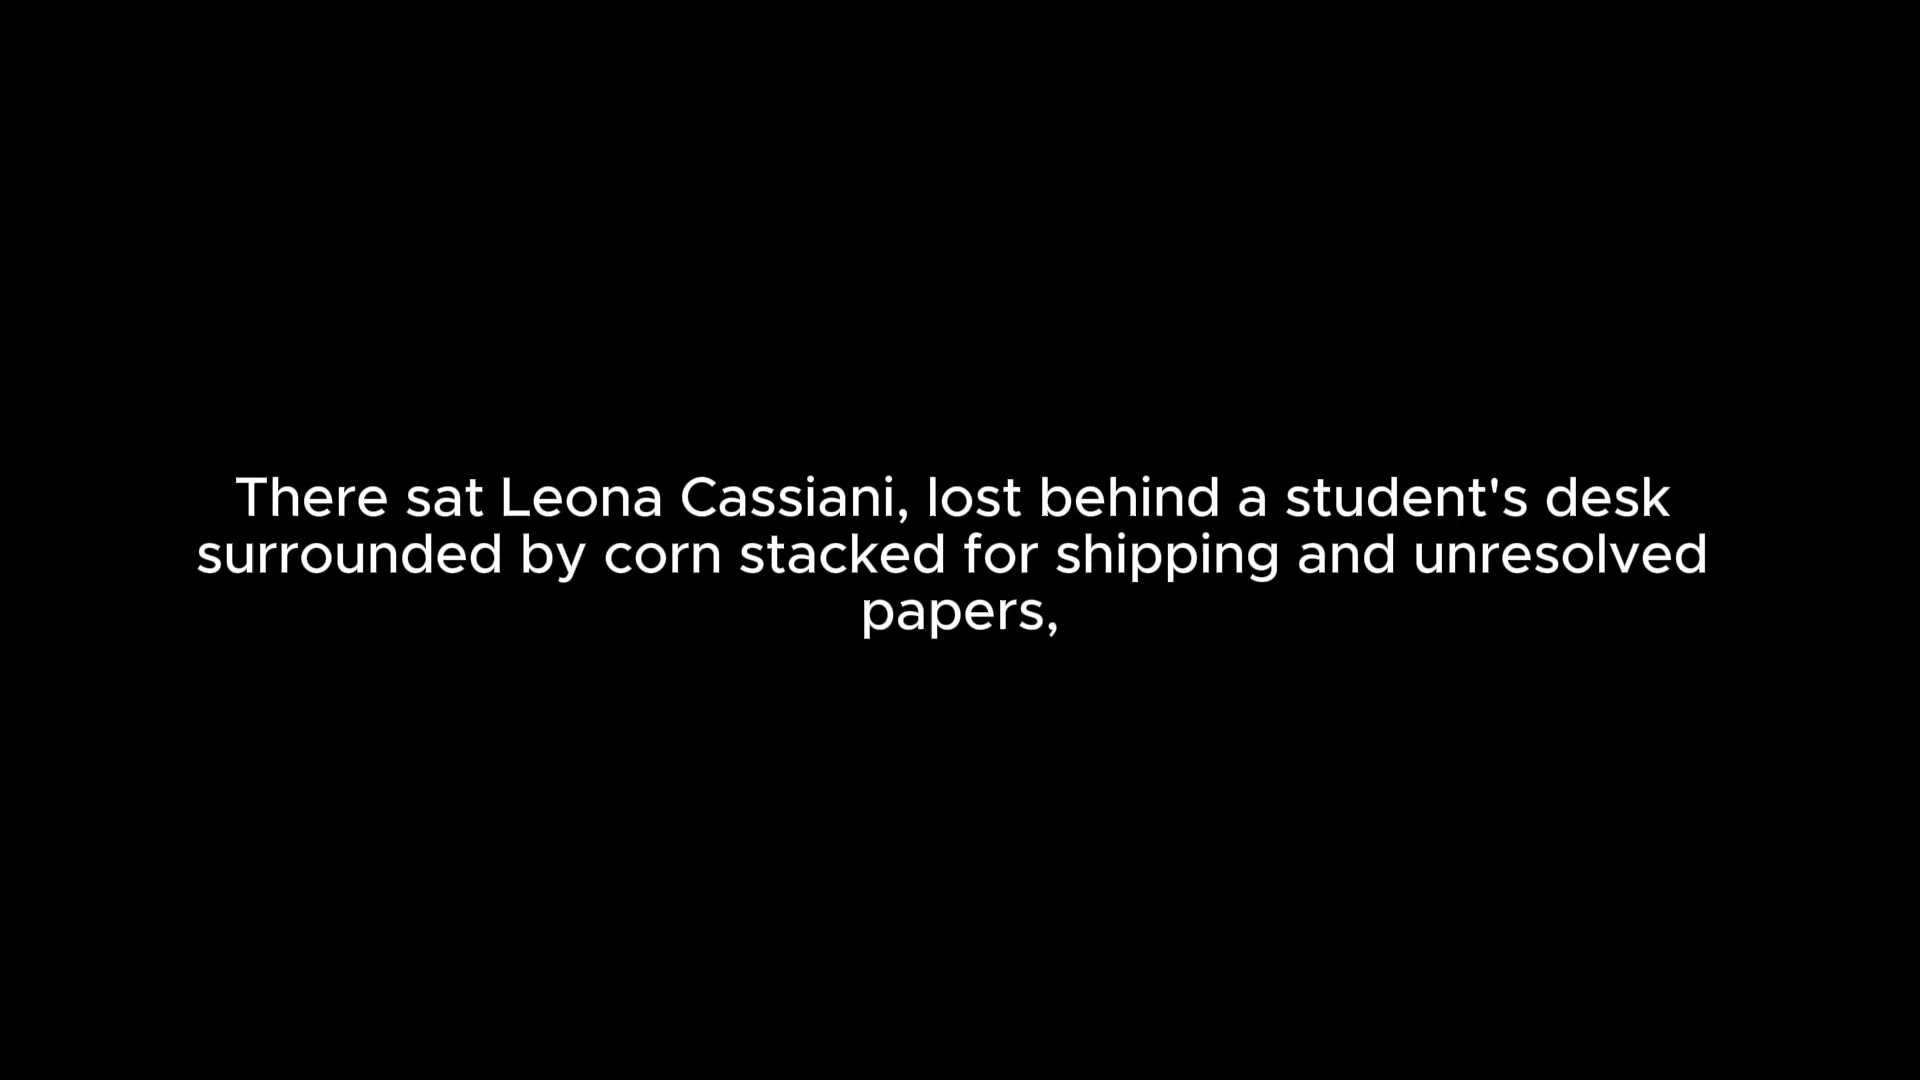 There sat Leona Cassiani, lost behind a student's desk
surrounded by corn stacked for shipping and unresolved
papers,